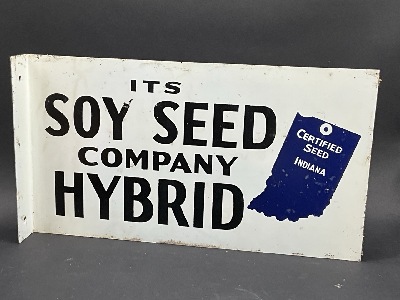 ITS
SOY SEED
COMPANY
HYBRID
CERTIFIED
SEED
INDIANA